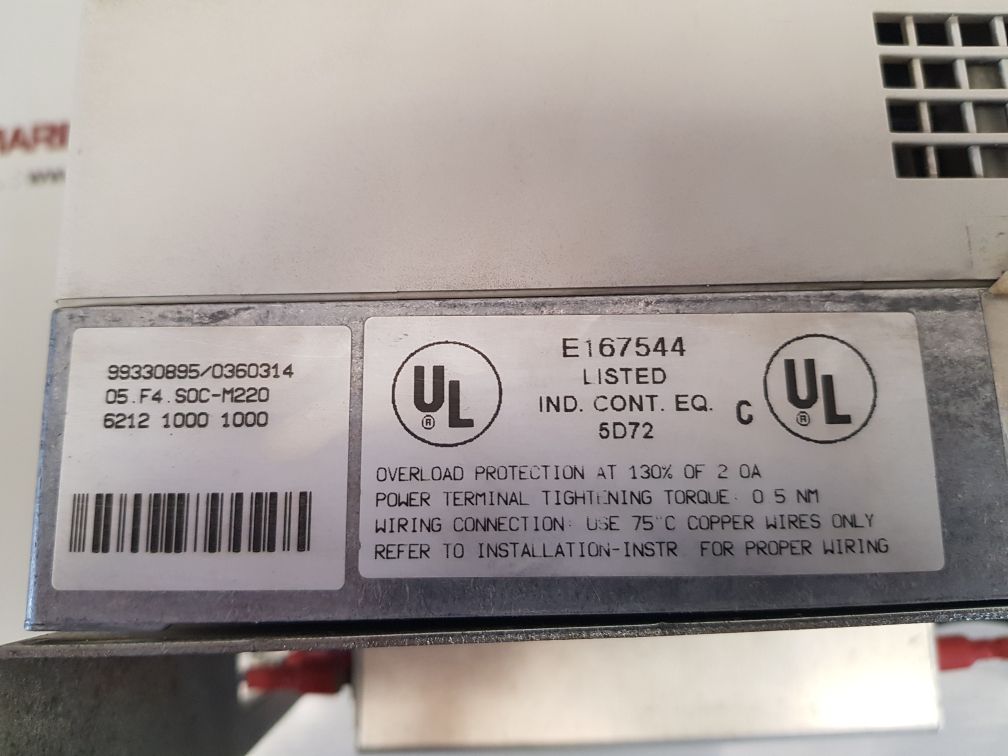 99330895/0360314
05.F4.S0C-M220
6212 1000 1000
UL
®
E167544
LISTED
IND. CONT. EQ.
5D72
C
UL
®
OVERLOAD PROTECTION AT 130% OF 2 0A
POWER TERMINAL TIGHTENING TORQUE: 0 5 NM
WIRING CONNECTION: USE 75°C COPPER WIRES ONLY
REFER TO INSTALLATION-INSTR FOR PROPER WIRING